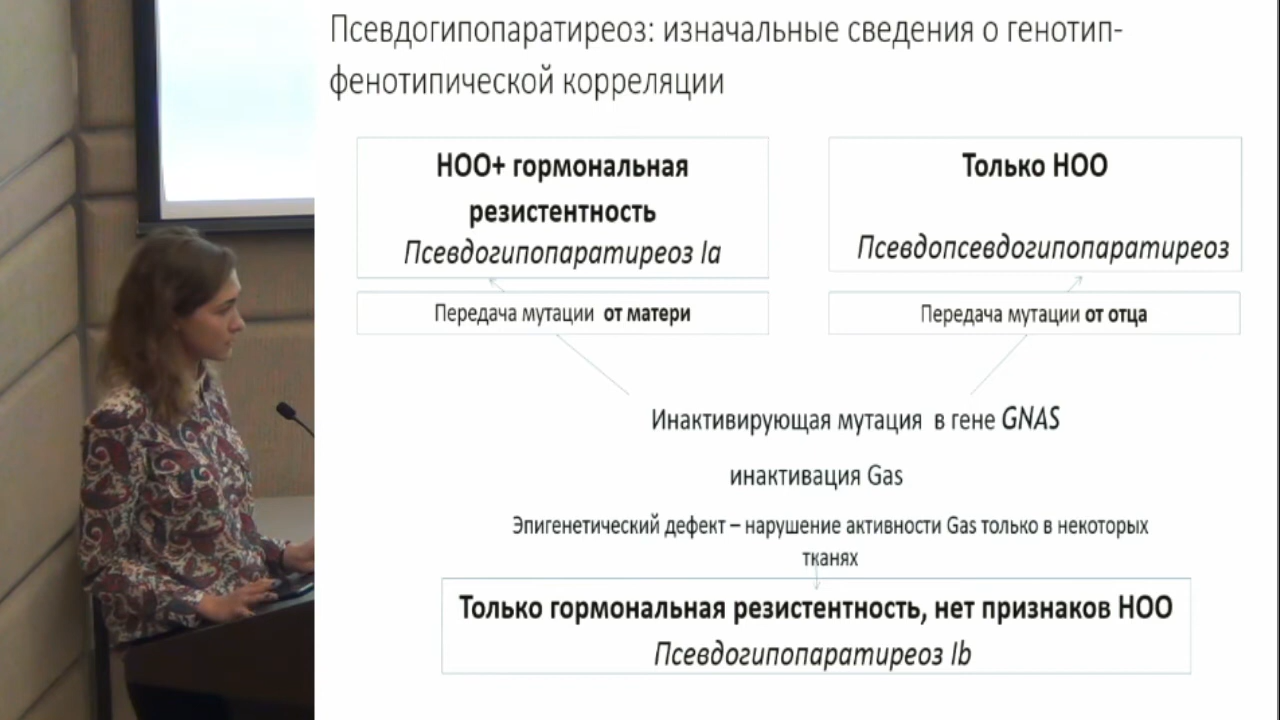 Псевдогипопаратиреоз: изначальные сведения о генотип-
фенотипической корреляции
НОО+ гормональная
резистентность
Псевдогипопаратиреоз Ia
Только НОО
Псевдопсевдогипопаратиреоз
Передача мутации от матери
Передача мутации от отца
Инактивирующая мутация в гене GNAS
инактивация Gas
Эпигенетический дефект – нарушение активности Gas только в некоторых
тканях
Только гормональная резистентность, нет признаков НОО
Псевдогипопаратиреоз Ib